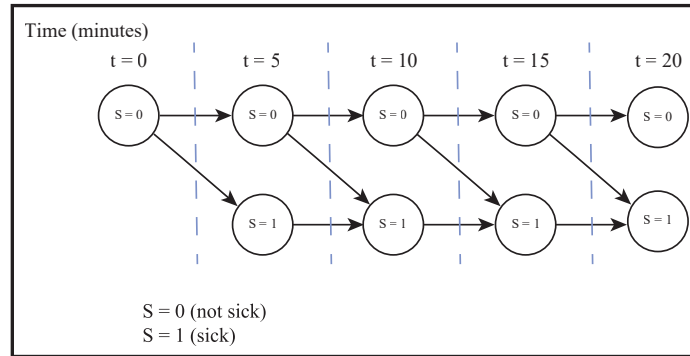 Time (minutes)
t = 0 t = 5 t = 10 t = 15 t = 20
S = 0 S = 0 S = 0 S = 0 S = 0
S = 1 S = 1 S = 1 S = 1
S = 0 (not sick)
S = 1 (sick)